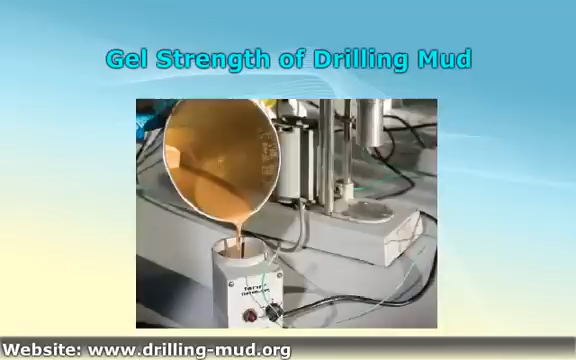 Gel Strength of Drilling Mud
Website: www.drilling-mud.org